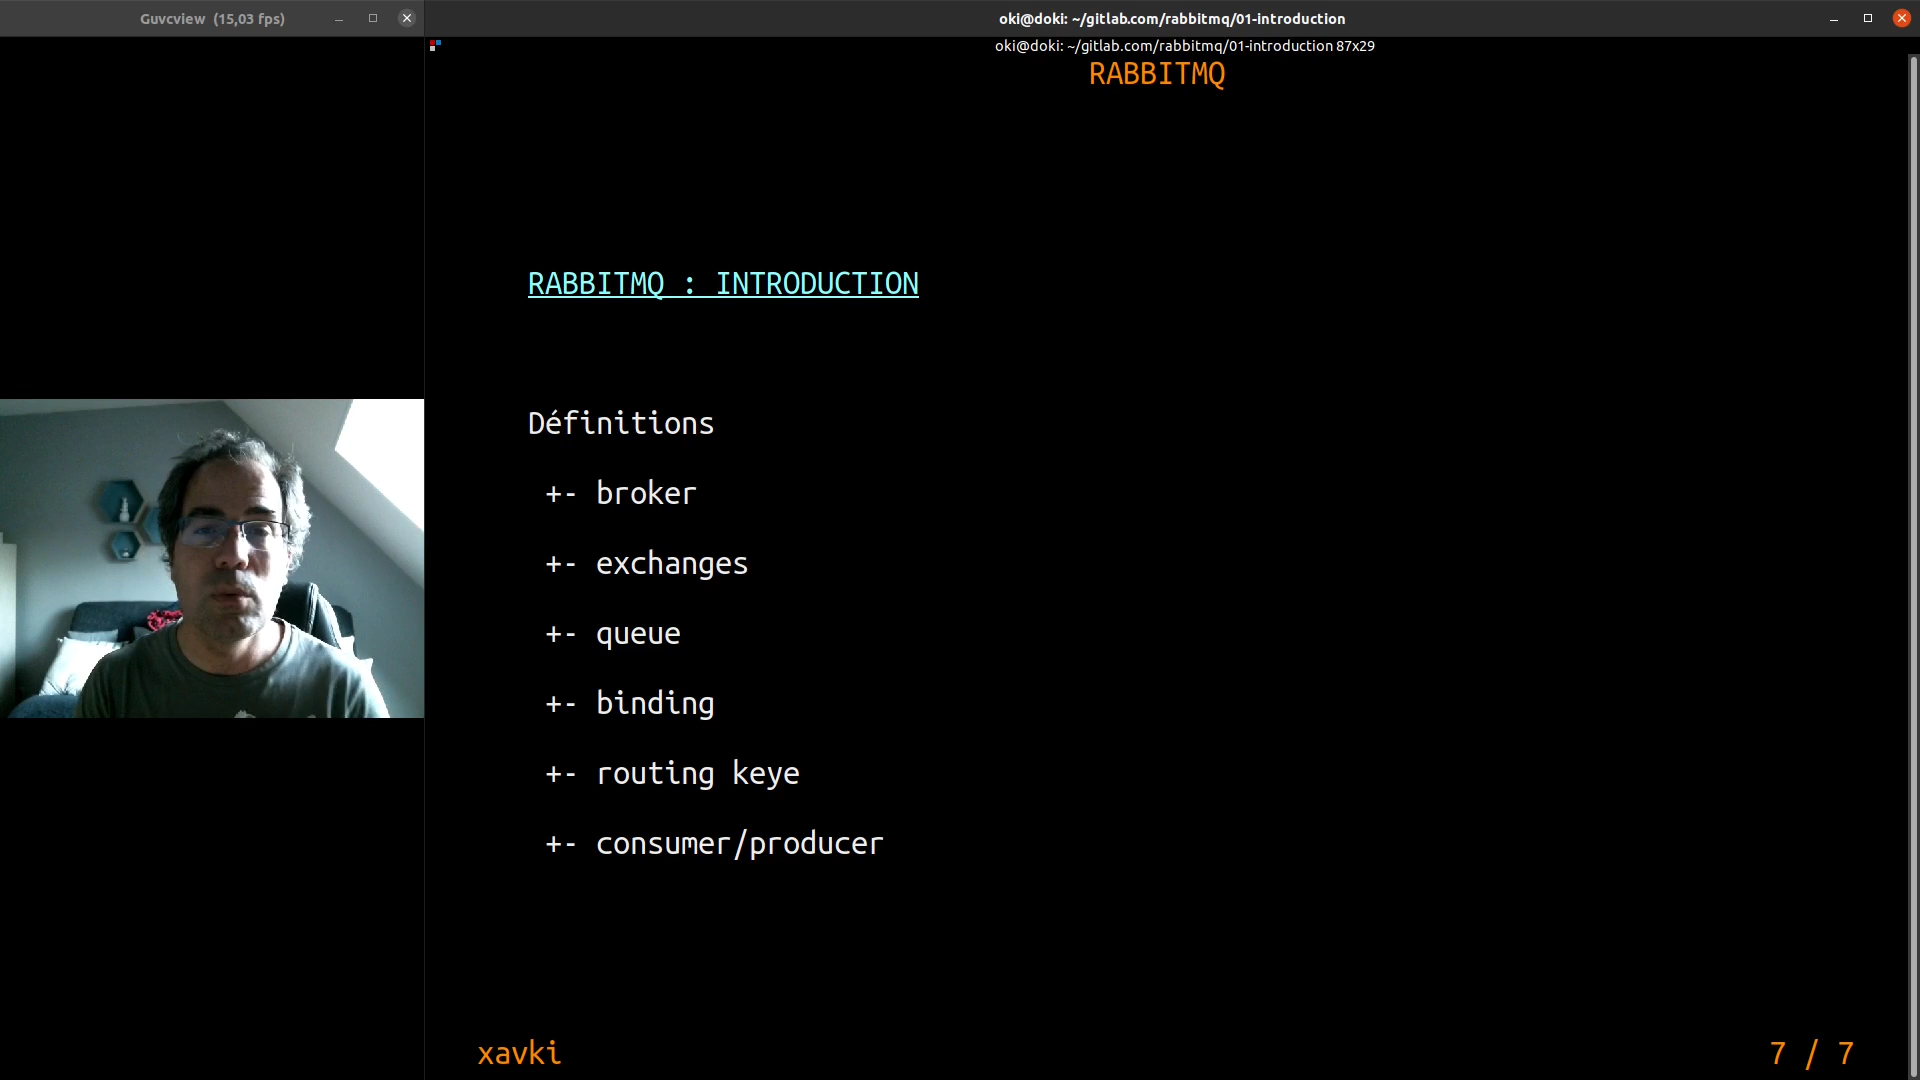 Guvcview (15,03 fps)
oki@doki: ~/gitlab.com/rabbitmq/01-introduction
oki@doki: ~/gitlab.com/rabbitmq/01-introduction 87x29
RABBITMQ
RABBITMQ : INTRODUCTION
Définitions
+- broker
+- exchanges
+- queue
+- binding
+- routing keye
+- consumer/producer
xavki
7 / 7